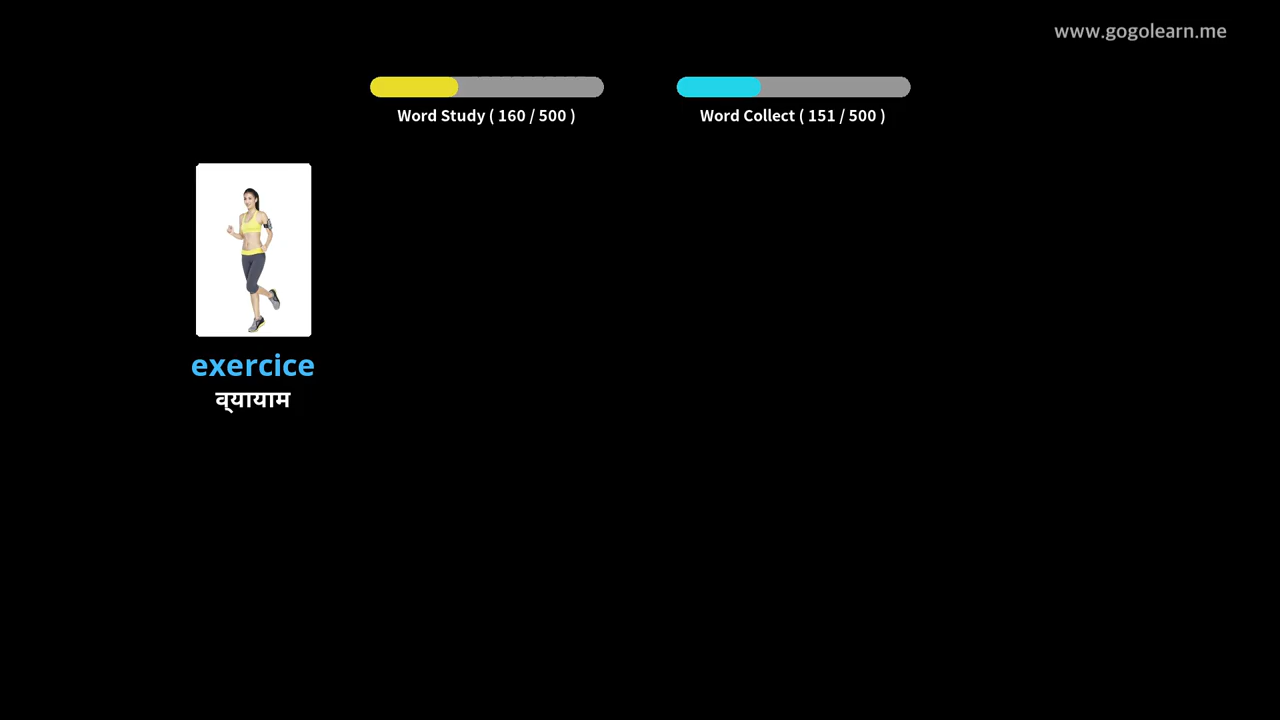 www.gogolearn.me
Word Study ( 160 / 500 )
Word Collect ( 151 / 500 )
exercice
व्यायाम